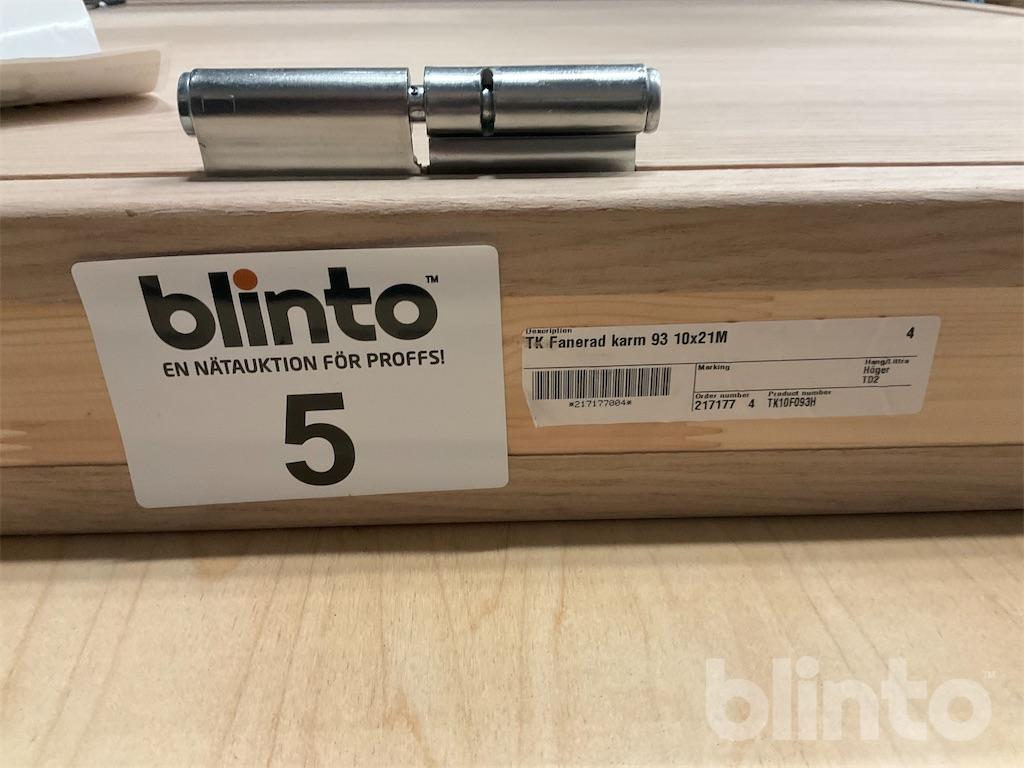 blinto™
EN NÄTAUKTION FÖR PROFFS!
5
Description
TK Fanerad karm 93 10x21M
4
*217177004*
Marking
Hang/Littra
Höger
TD2
Order number
217177 4
Product number
TK10F093H
blinto™